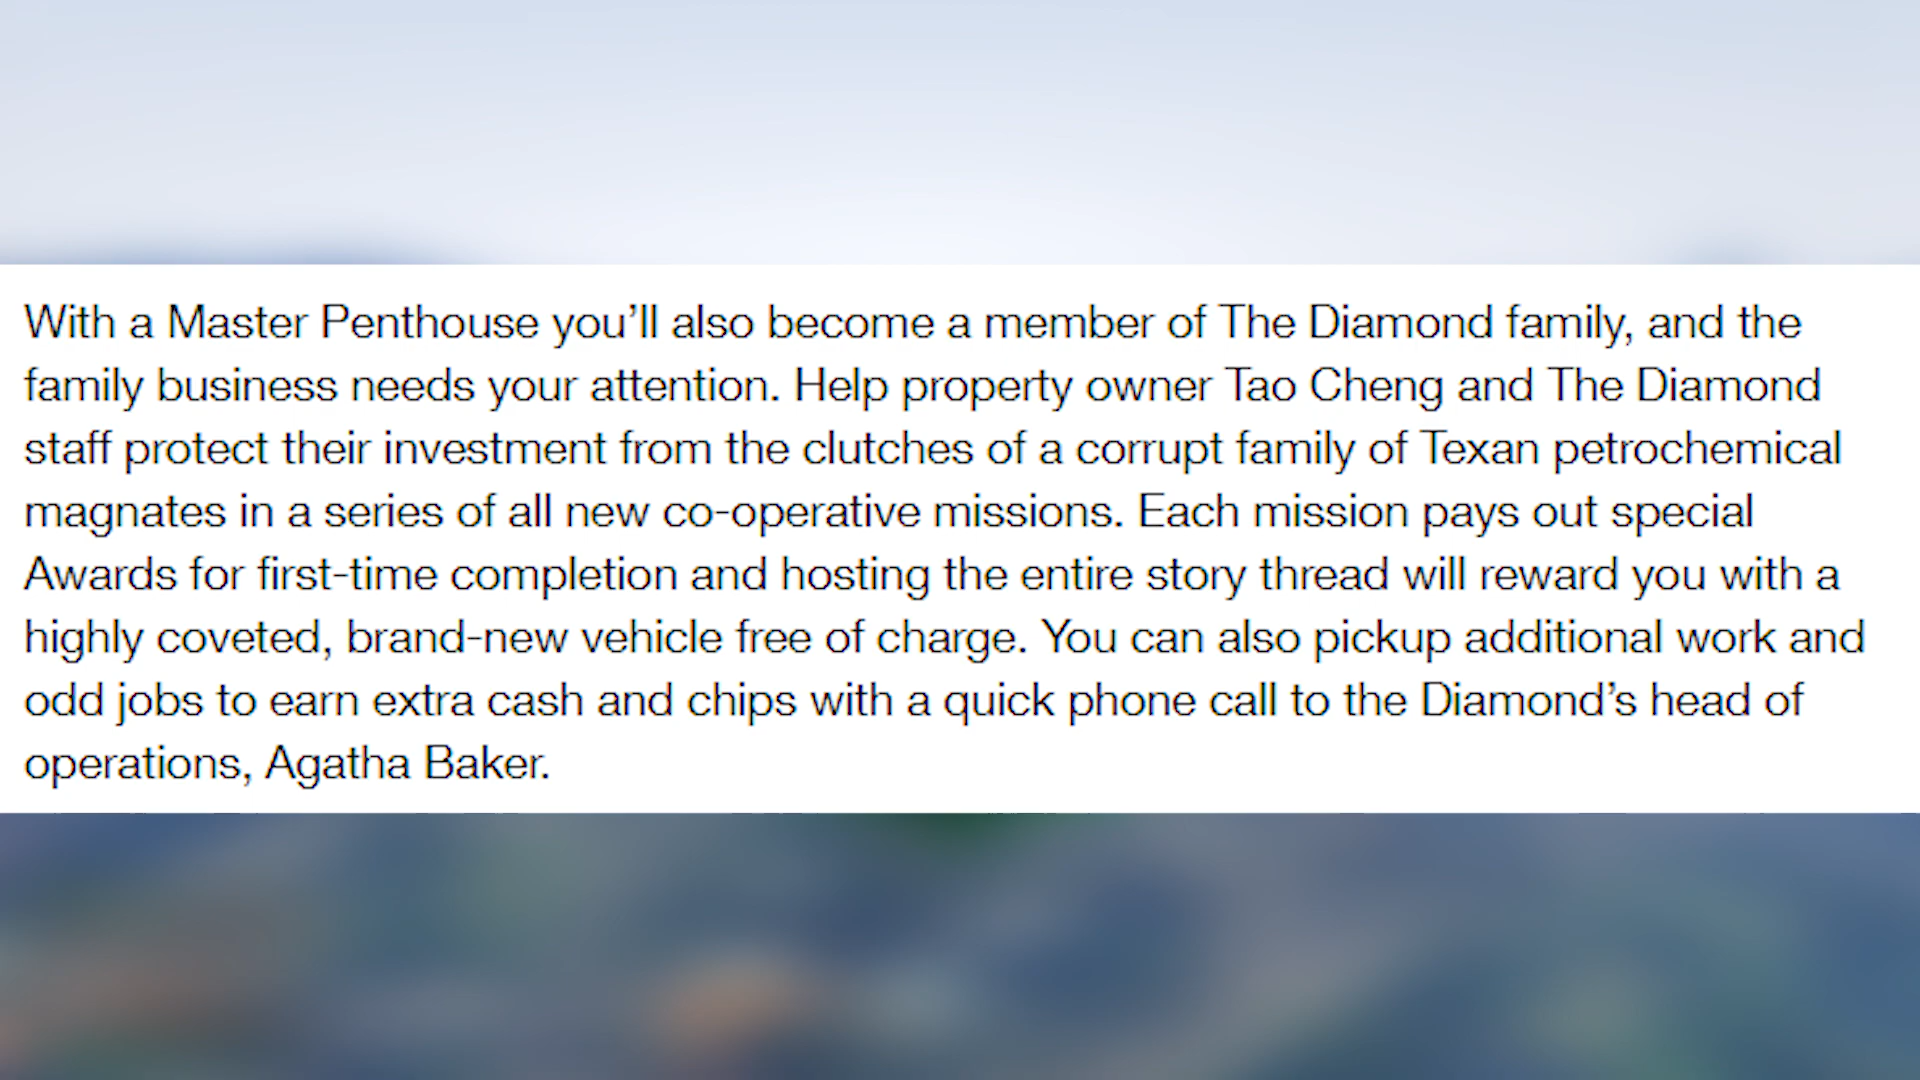 With a Master Penthouse you’ll also become a member of The Diamond family, and the
family business needs your attention. Help property owner Tao Cheng and The Diamond
staff protect their investment from the clutches of a corrupt family of Texan petrochemical
magnates in a series of all new co-operative missions. Each mission pays out special
Awards for first-time completion and hosting the entire story thread will reward you with a
highly coveted, brand-new vehicle free of charge. You can also pickup additional work and
odd jobs to earn extra cash and chips with a quick phone call to the Diamond’s head of
operations, Agatha Baker.